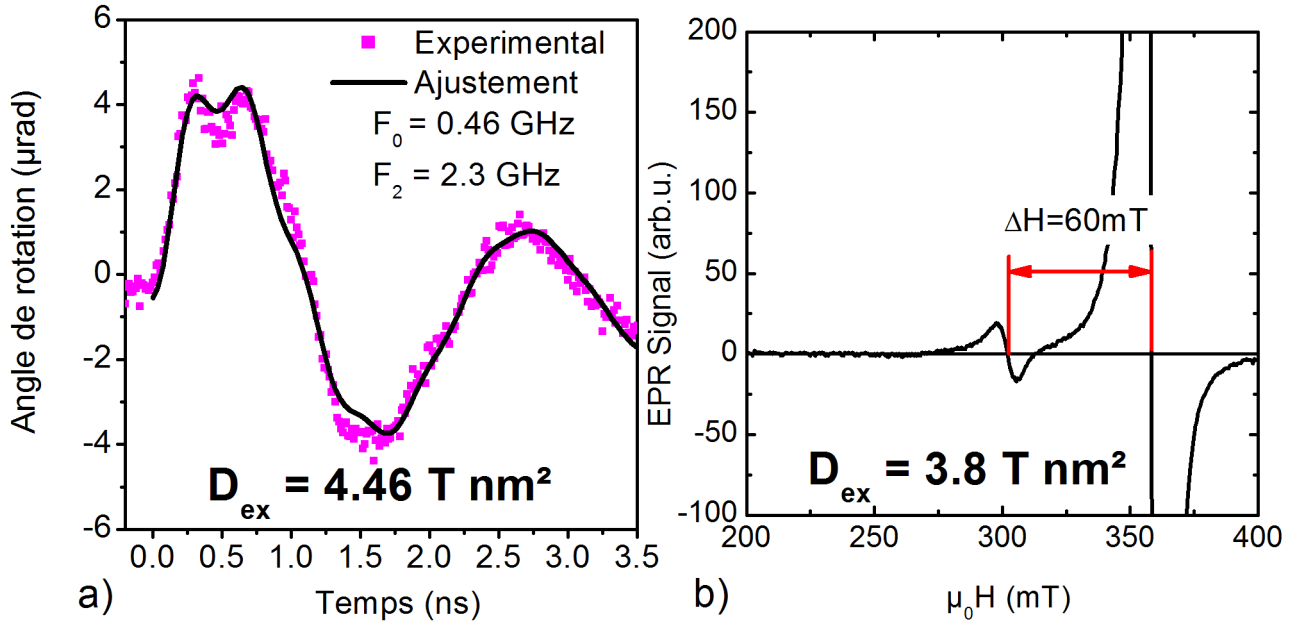 Angle de rotation (µrad)
6
4
2
0
-2
-4
-6
Experimental
Ajustement
F0 = 0.46 GHz
F2 = 2.3 GHz
Dex = 4.46 T nm²
0.0 0.5 1.0 1.5 2.0 2.5 3.0 3.5
Temps (ns)
a)
EPR Signal (arb.u.)
200
150
100
50
0
-50
-100
ΔH=60mT
Dex = 3.8 T nm²
200 250 300 350 400
µ0H (mT)
b)